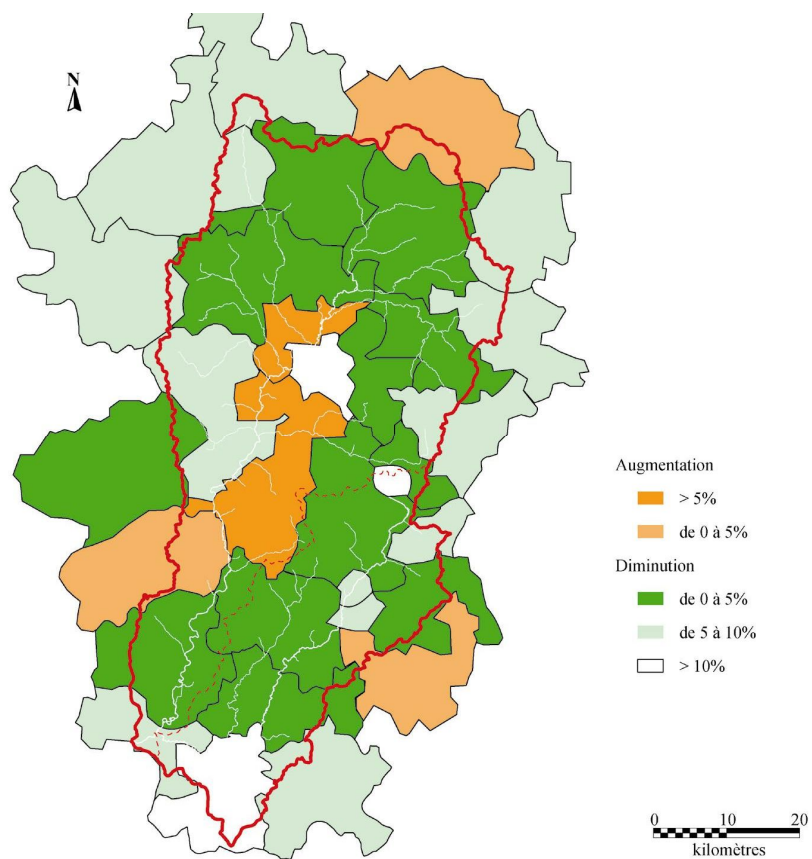 N
Augmentation
> 5%
de 0 à 5%
Diminution
de 0 à 5%
de 5 à 10%
> 10%
0 10 20
kilomètres